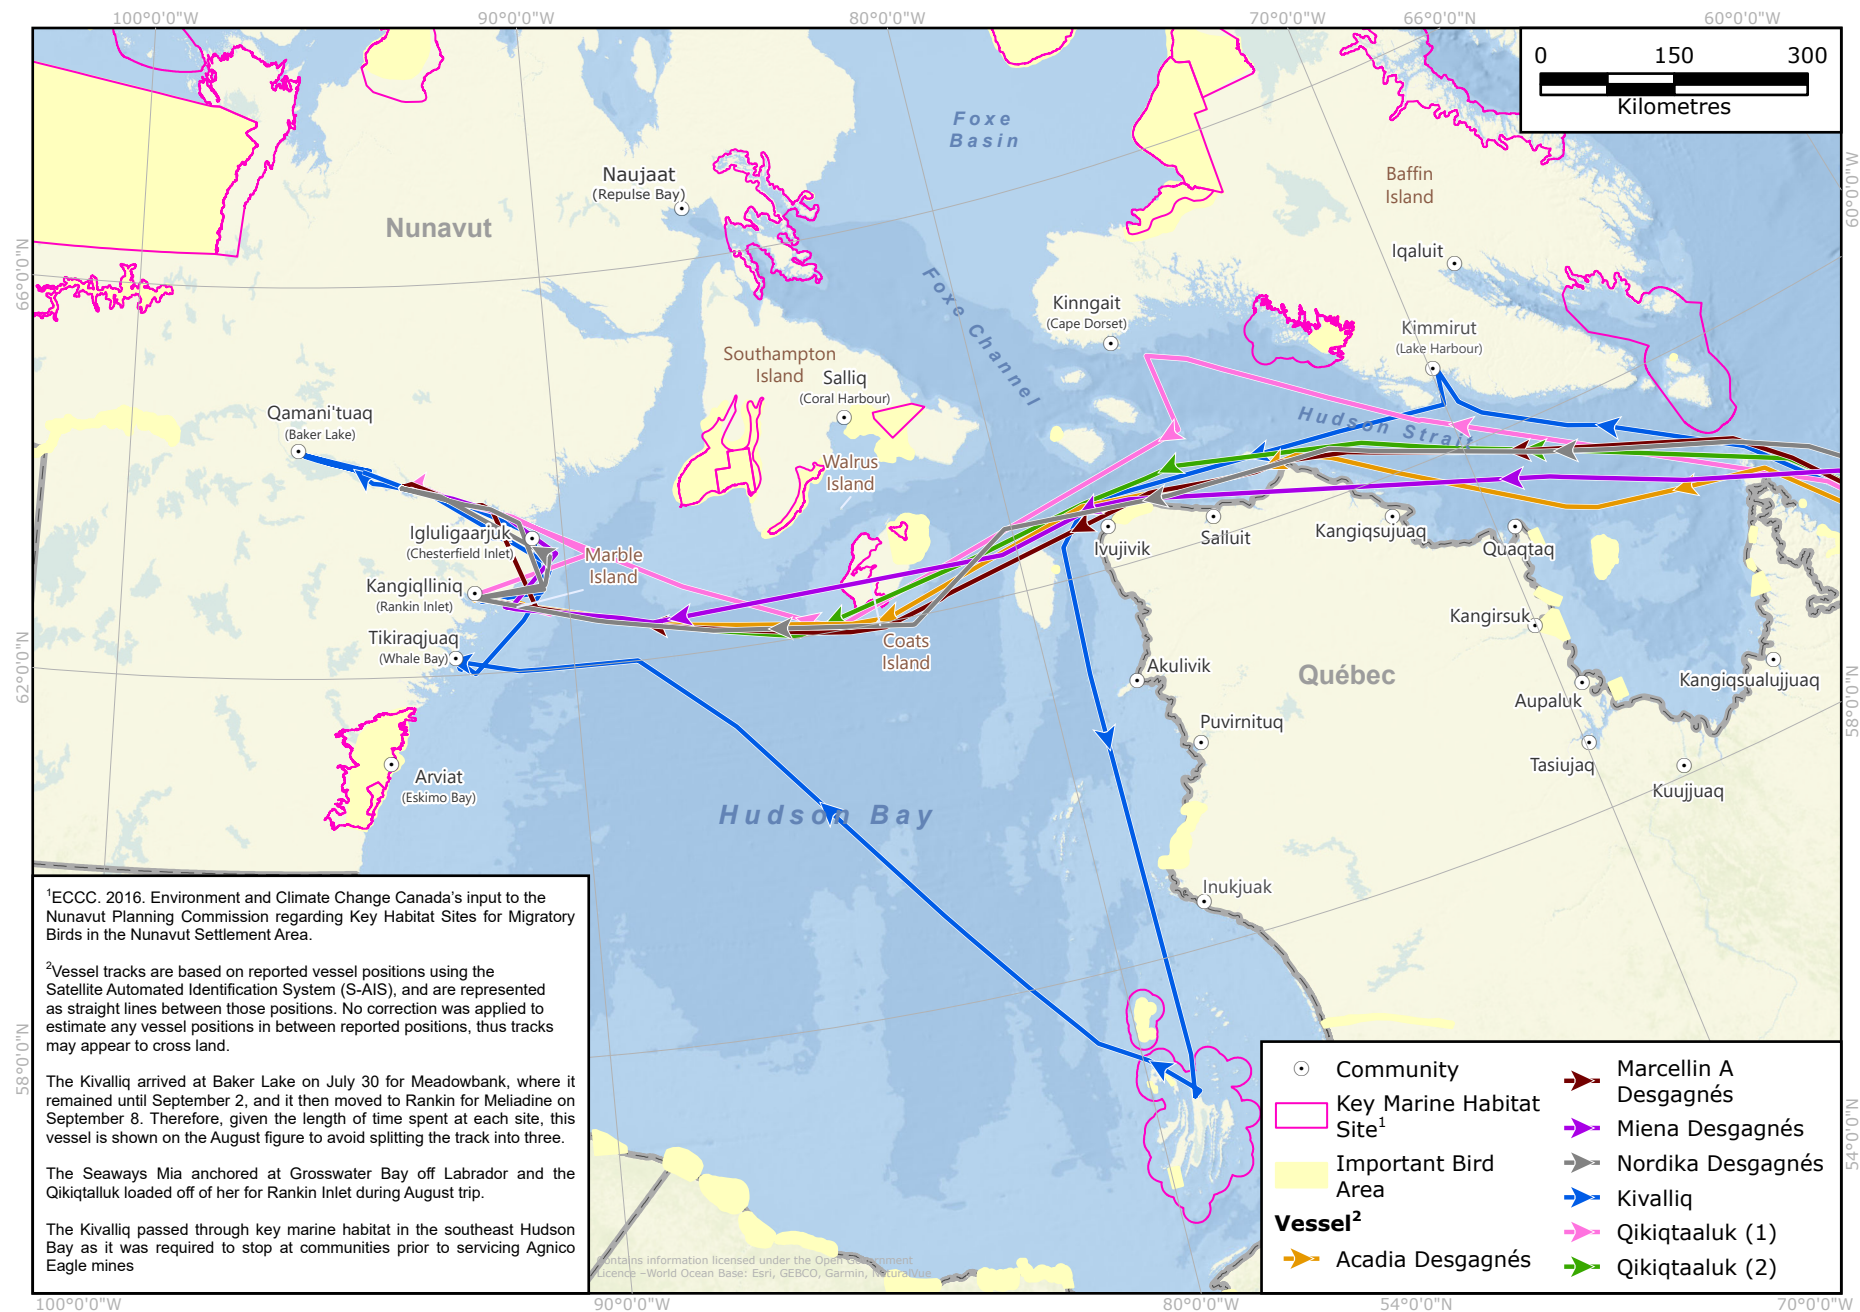 100°0'0"W
90°0'0"W
80°0'0"W
70°0'0"W
66°0'0"N
60°0'0"W
0 150 300
Kilometres
Foxe
Basin
Baffin
Island
Naujaat
(Repulse Bay)
Nunavut
60°0'0"W
66°0'0"N
Iqaluit
Foxe Channel
Kinngait
(Cape Dorset)
Kimmirut
(Lake Harbour)
Southampton
Island
Salliq
(Coral Harbour)
Hudson Strait
Qamani'tuaq
(Baker Lake)
Walrus
Island
Igluligaarjuk
(Chesterfield Inlet)
Ivujivik
Salluit
Kangiqsujuaq
Quaqtaq
Marble
Island
Kangiqlliniq
(Rankin Inlet)
Kangirsuk
Tikiraqjuaq
(Whale Bay)
Coats
Island
Akulivik
Québec
Kangiqsualujjuaq
62°0'0"N
58°0'0"N
Aupaluk
Puvirnituq
Tasiujaq
Arviat
(Eskimo Bay)
Kuujjuaq
Hudson Bay
Inukjuak
1ECCC. 2016. Environment and Climate Change Canada's input to the
Nunavut Planning Commission regarding Key Habitat Sites for Migratory
Birds in the Nunavut Settlement Area.
2Vessel tracks are based on reported vessel positions using the
Satellite Automated Identification System (S-AIS), and are represented
as straight lines between those positions. No correction was applied to
estimate any vessel positions in between reported positions, thus tracks
may appear to cross land.
The Kivalliq arrived at Baker Lake on July 30 for Meadowbank, where it
remained until September 2, and it then moved to Rankin for Meliadine on
September 8. Therefore, given the length of time spent at each site, this
vessel is shown on the August figure to avoid splitting the track into three.
The Seaways Mia anchored at Grosswater Bay off Labrador and the
Qikiqtalluk loaded off of her for Rankin Inlet during August trip.
The Kivalliq passed through key marine habitat in the southeast Hudson
Bay as it was required to stop at communities prior to servicing Agnico
Eagle mines
58°0'0"N
54°0'0"N
Contains information licensed under the Open Government
Licence –World Ocean Base: Esri, GEBCO, Garmin, NaturalVue
Community
Key Marine Habitat
Site1
Important Bird
Area
Vessel2
Acadia Desgagnés
Marcellin A
Desgagnés
Miena Desgagnés
Nordika Desgagnés
Kivalliq
Qikiqtaaluk (1)
Qikiqtaaluk (2)
100°0'0"W
90°0'0"W
80°0'0"W
54°0'0"N
70°0'0"W